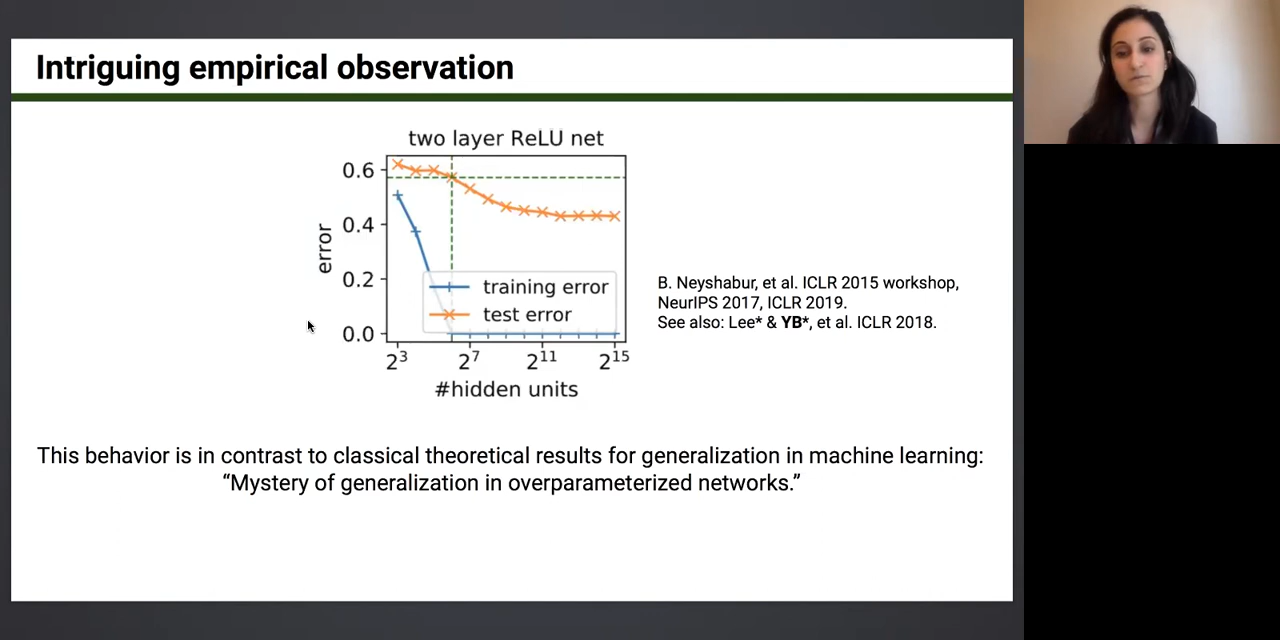 Intriguing empirical observation
two layer ReLU net
error
0.6
0.4
0.2
0.0
training error
test error
2³ 2⁷ 2¹¹ 2¹⁵
#hidden units
B. Neyshabur, et al. ICLR 2015 workshop,
NeurIPS 2017, ICLR 2019.
See also: Lee* & YB*, et al. ICLR 2018.
This behavior is in contrast to classical theoretical results for generalization in machine learning:
“Mystery of generalization in overparameterized networks.”